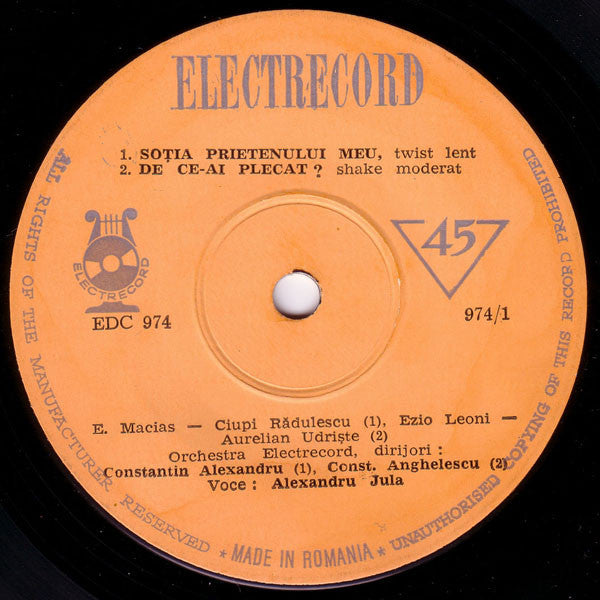 ELECTRECORD
1. SOȚIA PRIETENULUI MEU, twist lent
2. DE CE-AI PLECAT? shake moderat
ELECTRECORD
45
EDC 974
974/1
E. Macias — Ciupi Rădulescu (1), Ezio Leoni —
Aurelian Udriște (2)
Orchestra Electrecord, dirijori :
Constantin Alexandru (1), Const. Anghelescu (2)
Voce : Alexandru Jula
ALL RIGHTS OF THE MANUFACTURER RESERVED ★ MADE IN ROMANIA ★ UNAUTHORISED COPYING OF THIS RECORD PROHIBITED